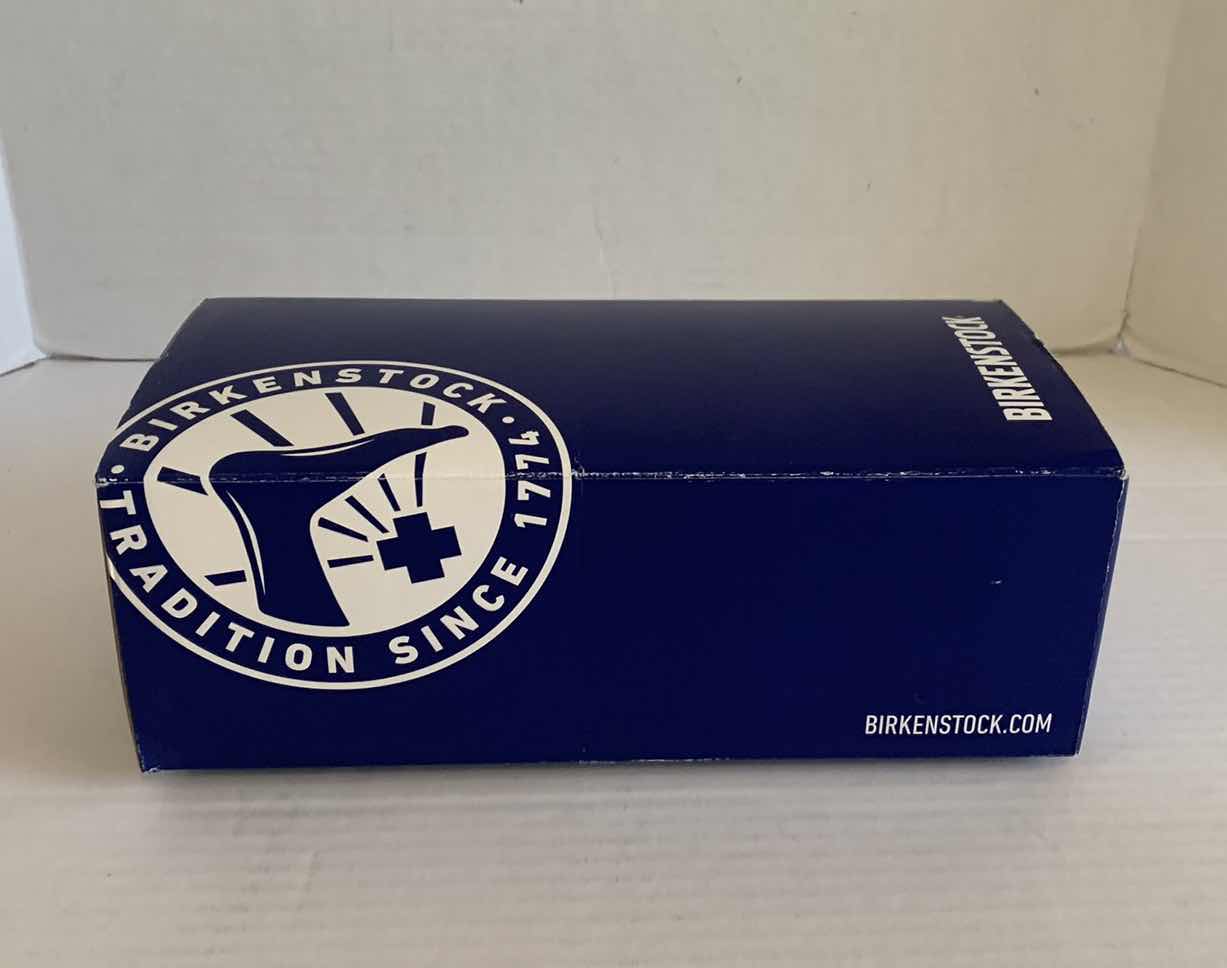 • BIRKENSTOCK •
TRADITION SINCE 1774
BIRKENSTOCK
BIRKENSTOCK.COM